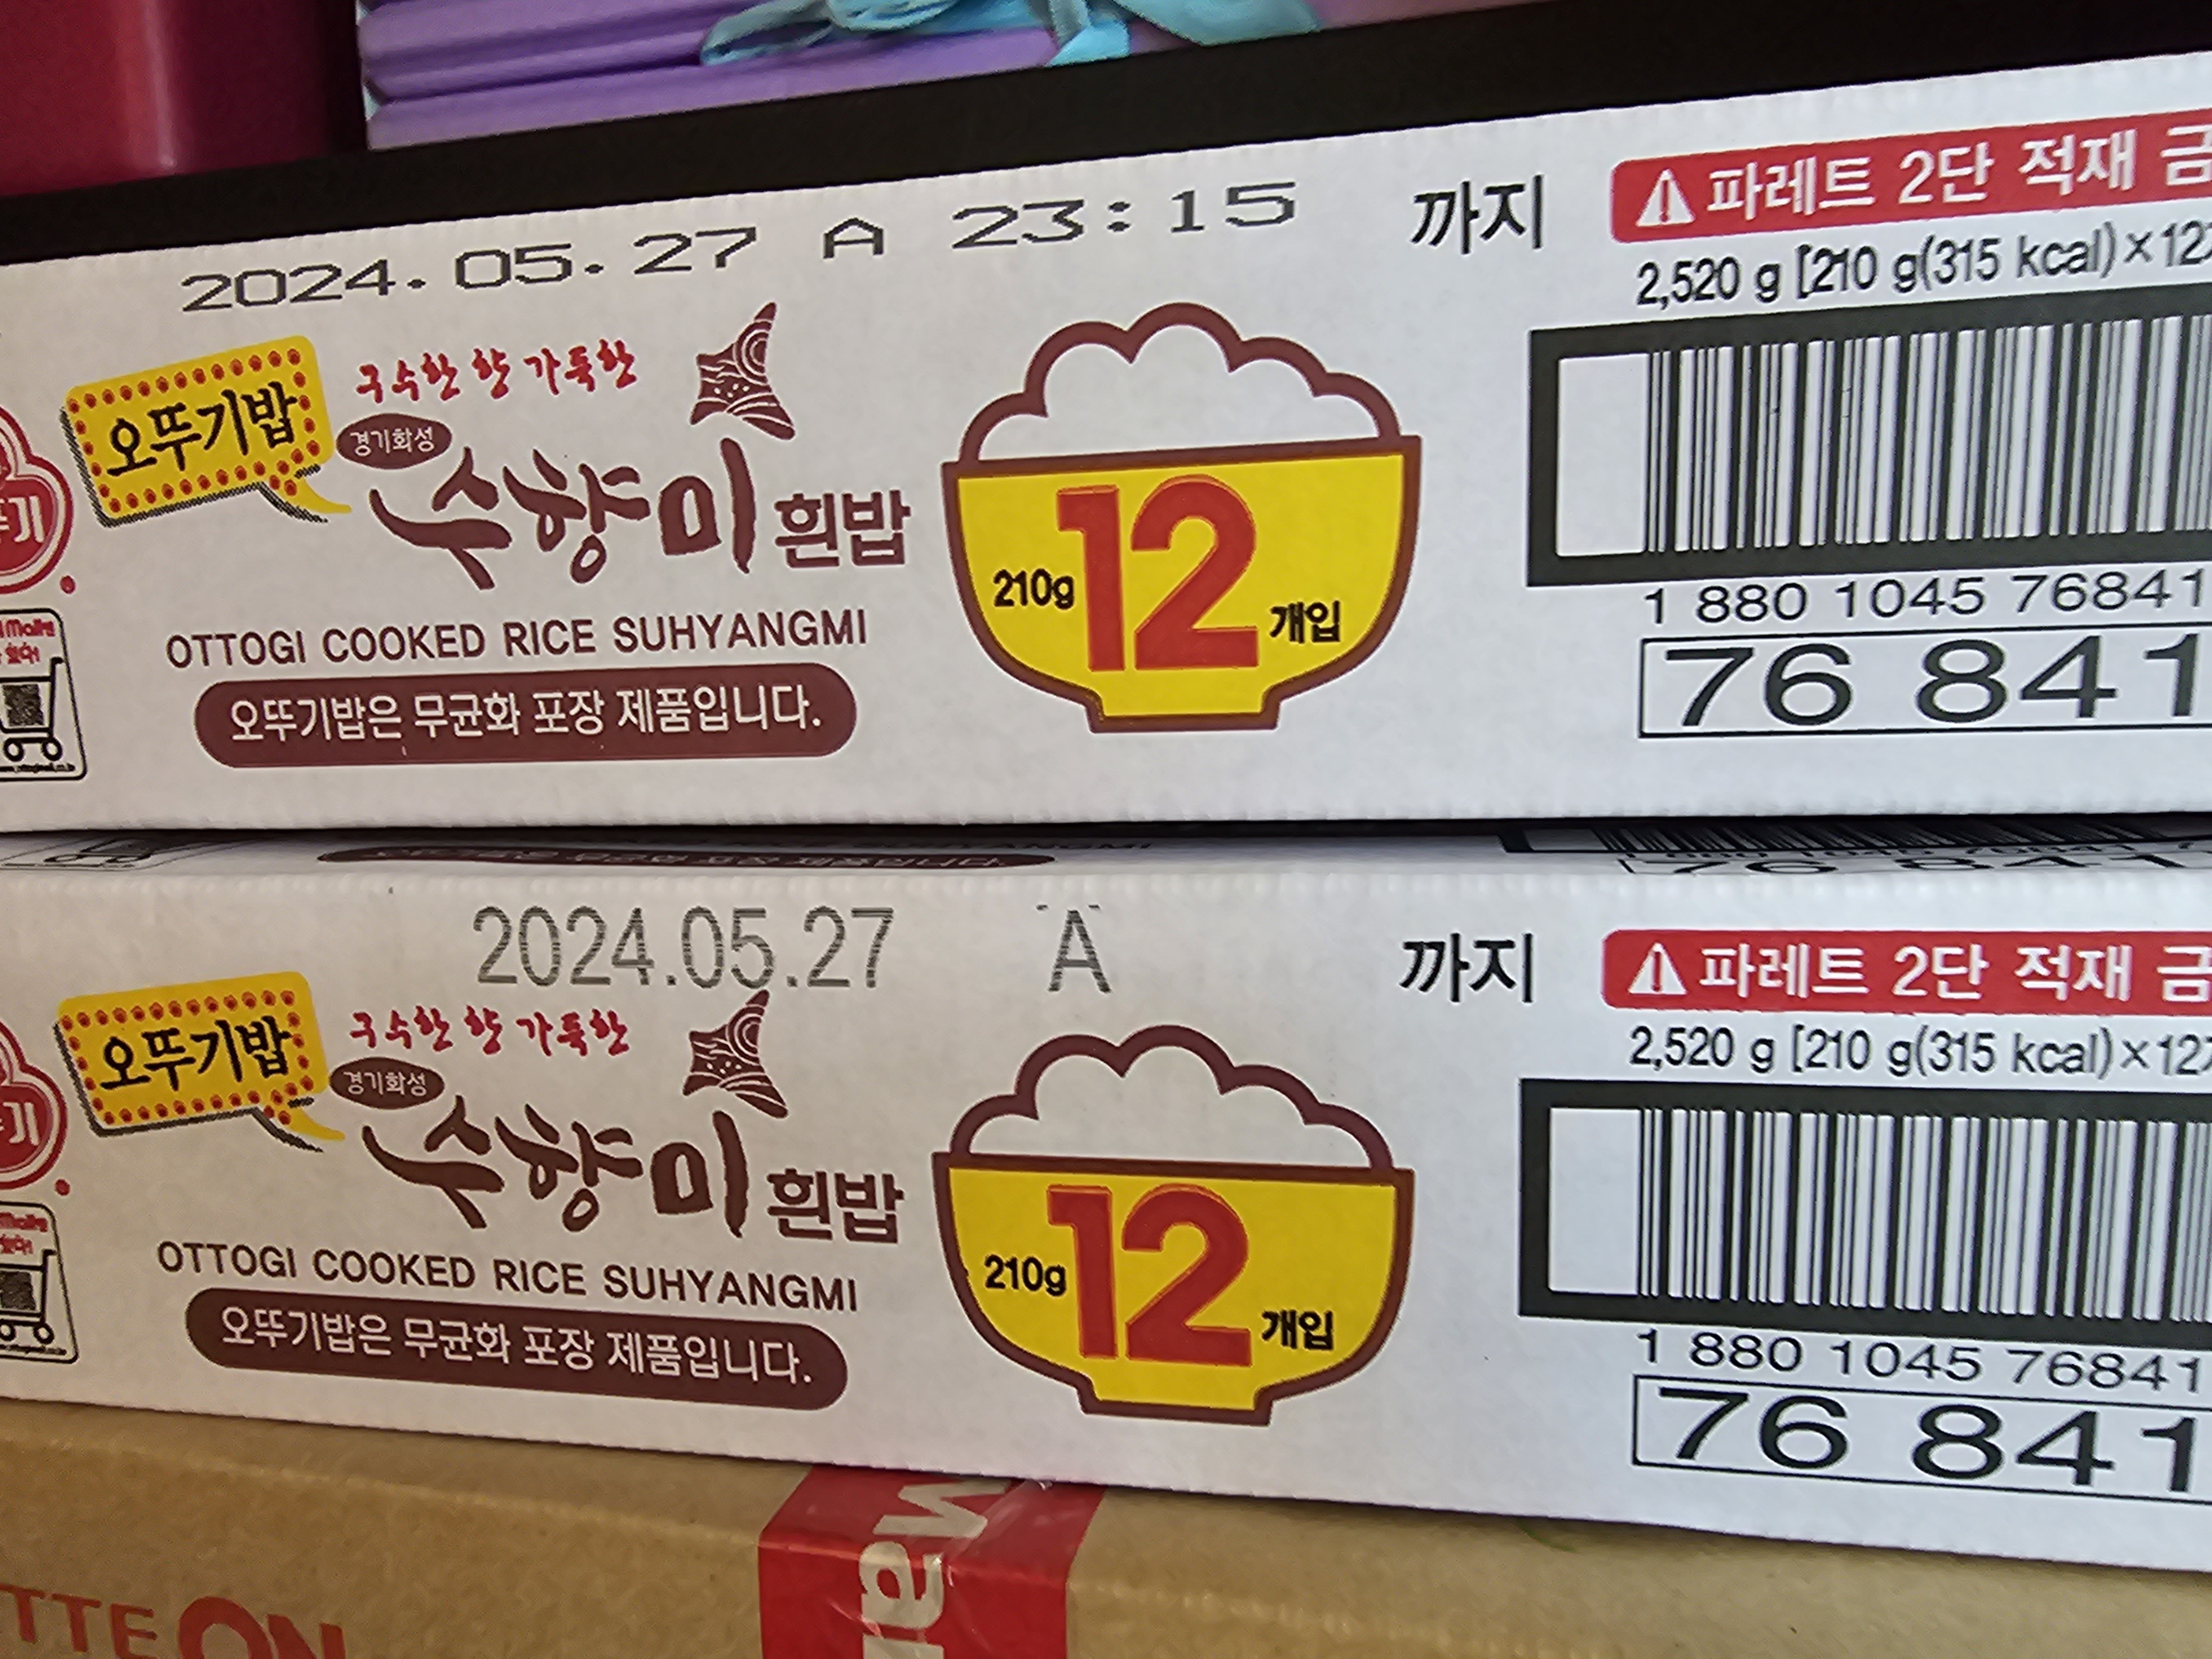 2024.05.27 A 23:15 까지
⚠파레트 2단 적재
2,520 g [210 g(315 kcal)×12
오뚜기밥
구수한 향 가득한
경기화성
수향미 흰밥
OTTOGI COOKED RICE SUHYANGMI
오뚜기밥은 무균화 포장 제품입니다.
210g 12개입
1 880 1045 76841
76 841
2024.05.27 A 까지
⚠파레트 2단 적재
2,520 g [210 g(315 kcal)×12
오뚜기밥
구수한 향 가득한
경기화성
수향미 흰밥
OTTOGI COOKED RICE SUHYANGMI
오뚜기밥은 무균화 포장 제품입니다.
210g 12개입
1 880 1045 76841
76 841
TTE ON
Mar